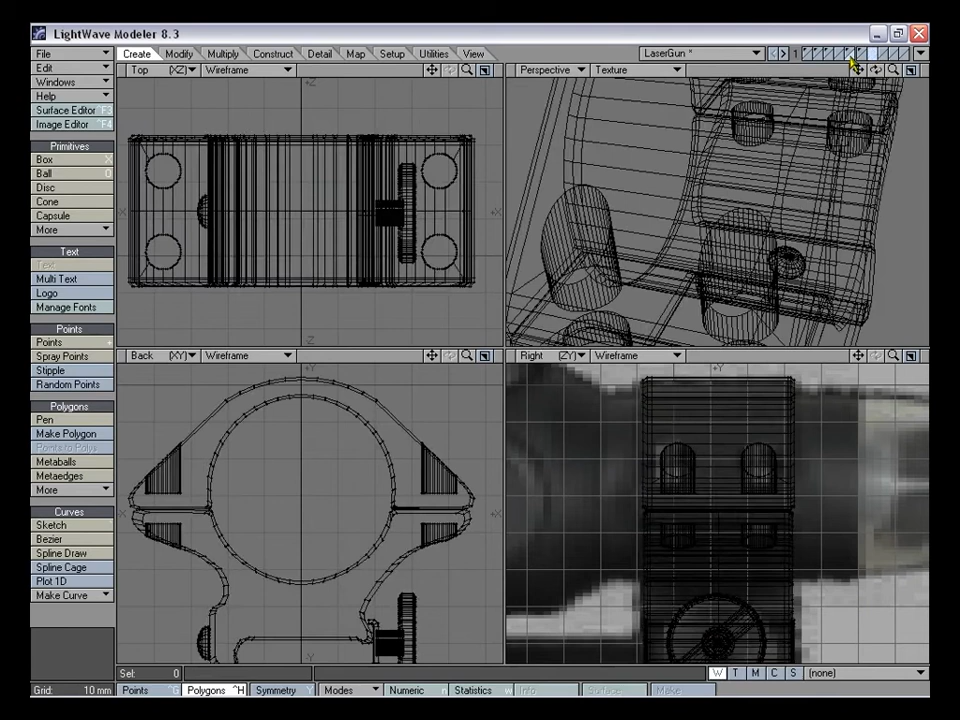 LightWave Modeler 8.3
File Create Modify Multiply Construct Detail Map Setup Utilities View LaserGun * 1
Edit Top (XZ) Wireframe Perspective Texture
Windows
Help
Surface Editor ^F3
Image Editor ^F4
Primitives
Box X
Ball O
Disc
Cone
Capsule
More
Text
Text
Multi Text
Logo
Manage Fonts
Points
Points +
Spray Points
Stipple
Random Points
Polygons
Pen
Make Polygon
Points to Polys
Metaballs
Metaedges
More
Curves
Sketch
Bezier
Spline Draw
Spline Cage
Plot 1D
Make Curve
Back (XY) Wireframe Right (ZY) Wireframe
Sel: 0 W T M C S (none)
Grid: 10 mm Points ^G Polygons ^H Symmetry Y Modes Numeric n Statistics w Info i Surface Make